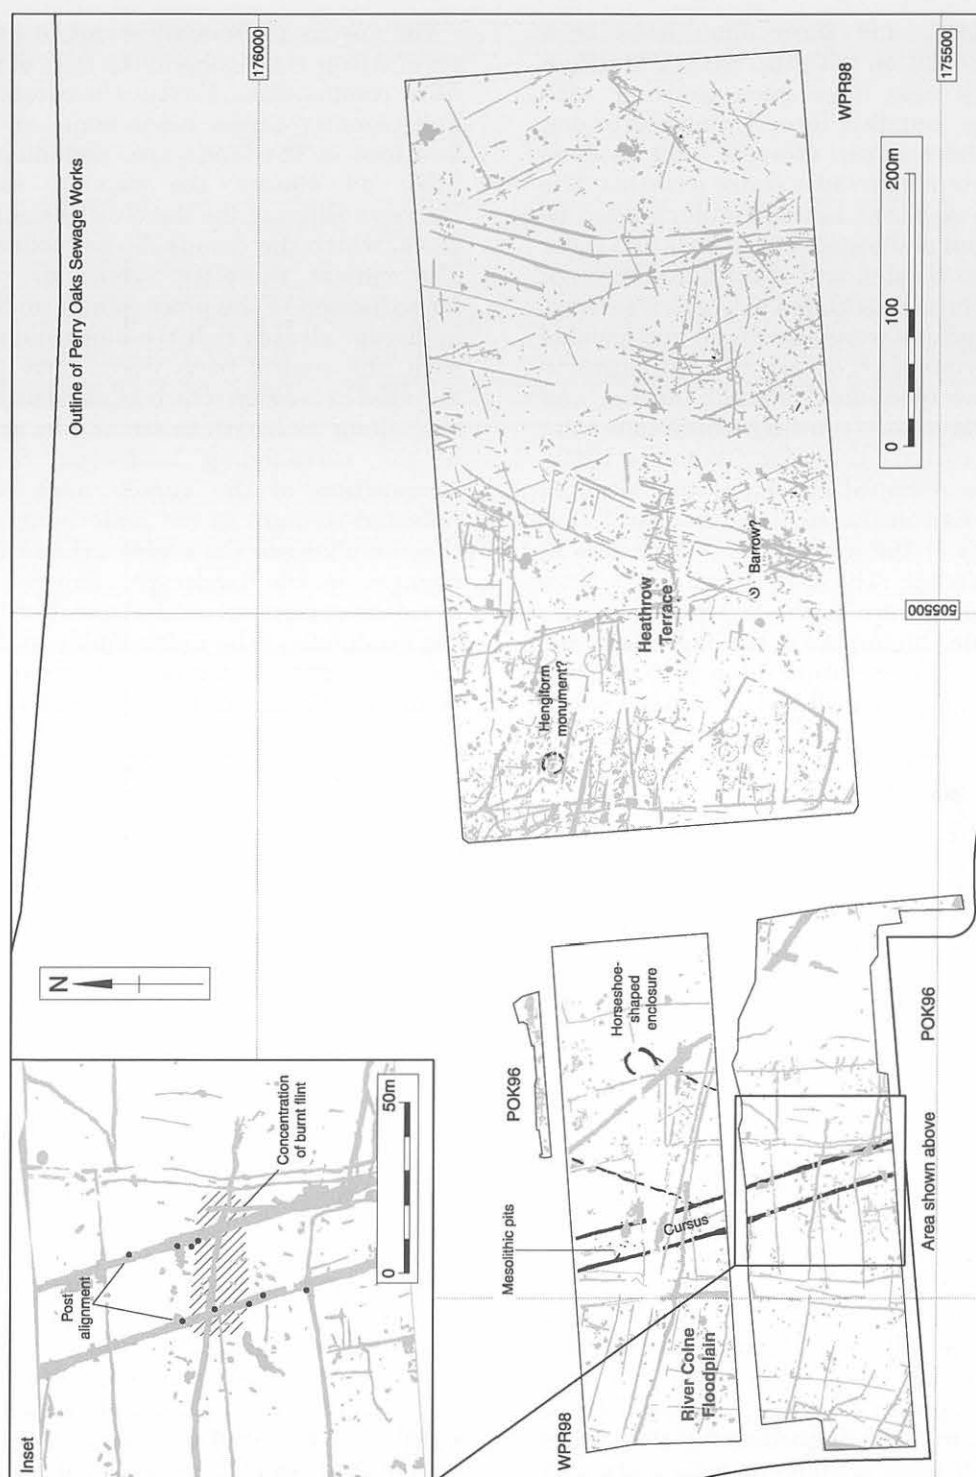 Inset
Post
alignment
Concentration
of burnt flint
0
50m
N
Outline of Perry Oaks Sewage Works
176000
WPR98
River Colne
Floodplain
Mesolithic pits
POK96
Cursus
Horseshoe-
shaped
enclosure
Area shown above
POK96
Hengiform
monument?
Heathrow
Terrace
Barrow?
505500
WPR98
0
100
200m
175500